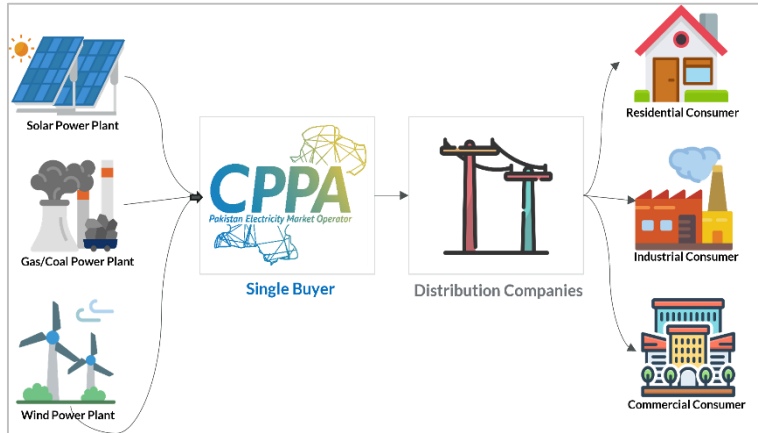 Solar Power Plant
Gas/Coal Power Plant
Wind Power Plant
CPPA
Pakistan Electricity Market Operator
Single Buyer
Distribution Companies
Residential Consumer
Industrial Consumer
Commercial Consumer